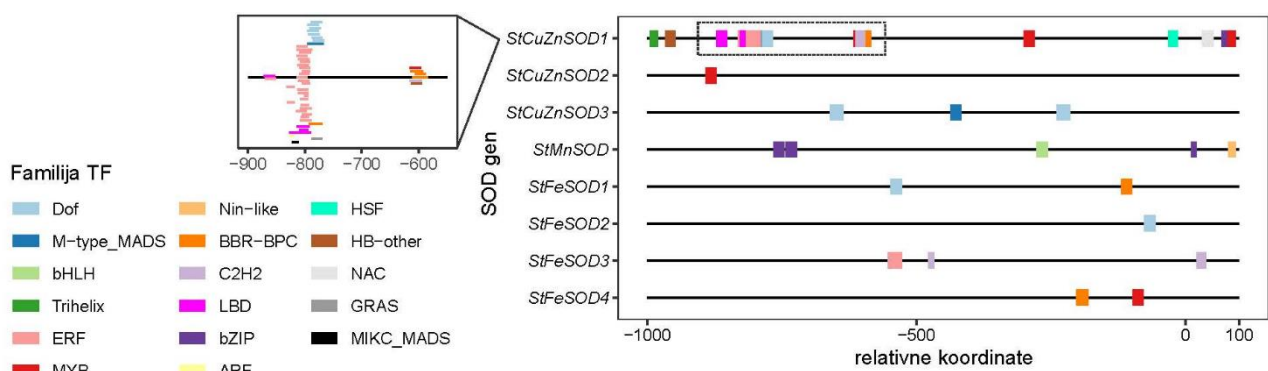 StCuZnSOD1
StCuZnSOD2
StCuZnSOD3
StMnSOD
StFeSOD1
StFeSOD2
StFeSOD3
StFeSOD4
SOD gen
−1000 −500 0 100
relativne koordinate
−900 −800 −700 −600
Familija TF
Dof Nin-like HSF
M-type_MADS BBR-BPC HB-other
bHLH C2H2 NAC
Trihelix LBD GRAS
ERF bZIP MIKC_MADS
MYB ARF